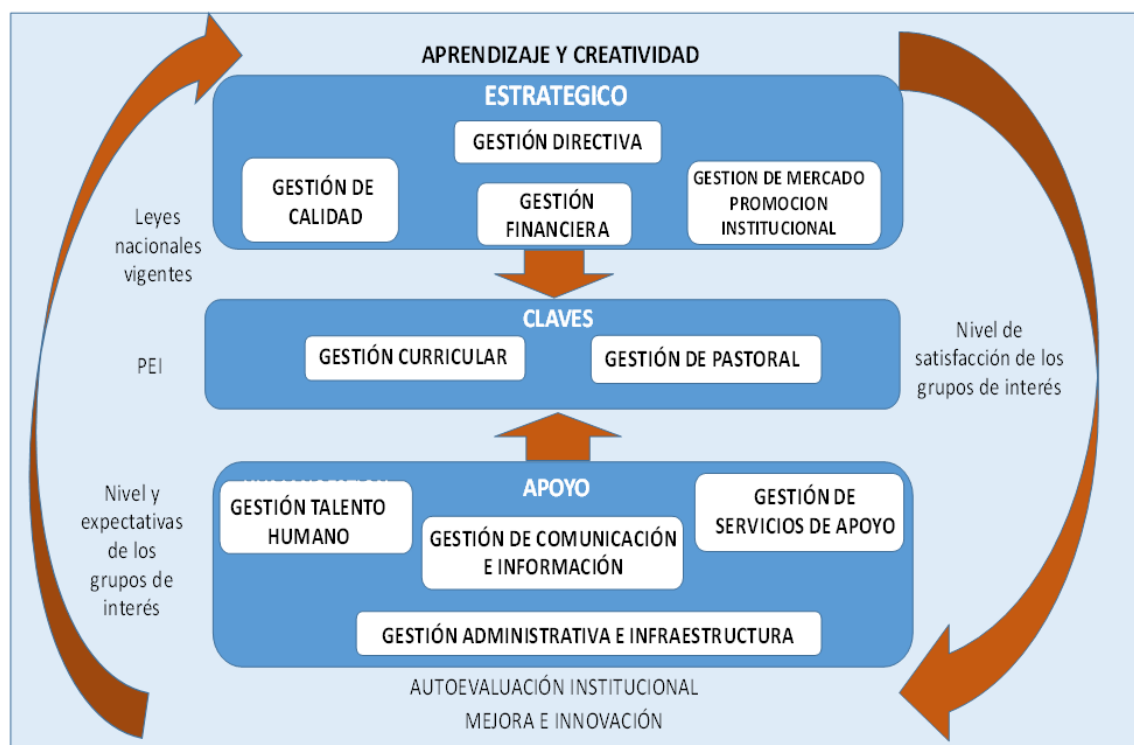 APRENDIZAJE Y CREATIVIDAD
ESTRATEGICO
GESTIÓN DIRECTIVA
GESTIÓN DE
CALIDAD
GESTIÓN
FINANCIERA
GESTION DE MERCADO
PROMOCION
INSTITUCIONAL
Leyes
nacionales
vigentes
CLAVES
GESTIÓN CURRICULAR
GESTIÓN DE PASTORAL
PEI
Nivel de
satisfacción de los
grupos de interés
APOYO
GESTIÓN TALENTO
HUMANO
GESTIÓN DE COMUNICACIÓN
E INFORMACIÓN
GESTIÓN DE
SERVICIOS DE APOYO
Nivel y
expectativas
de los
grupos de
interés
GESTIÓN ADMINISTRATIVA E INFRAESTRUCTURA
AUTOEVALUACIÓN INSTITUCIONAL
MEJORA E INNOVACIÓN